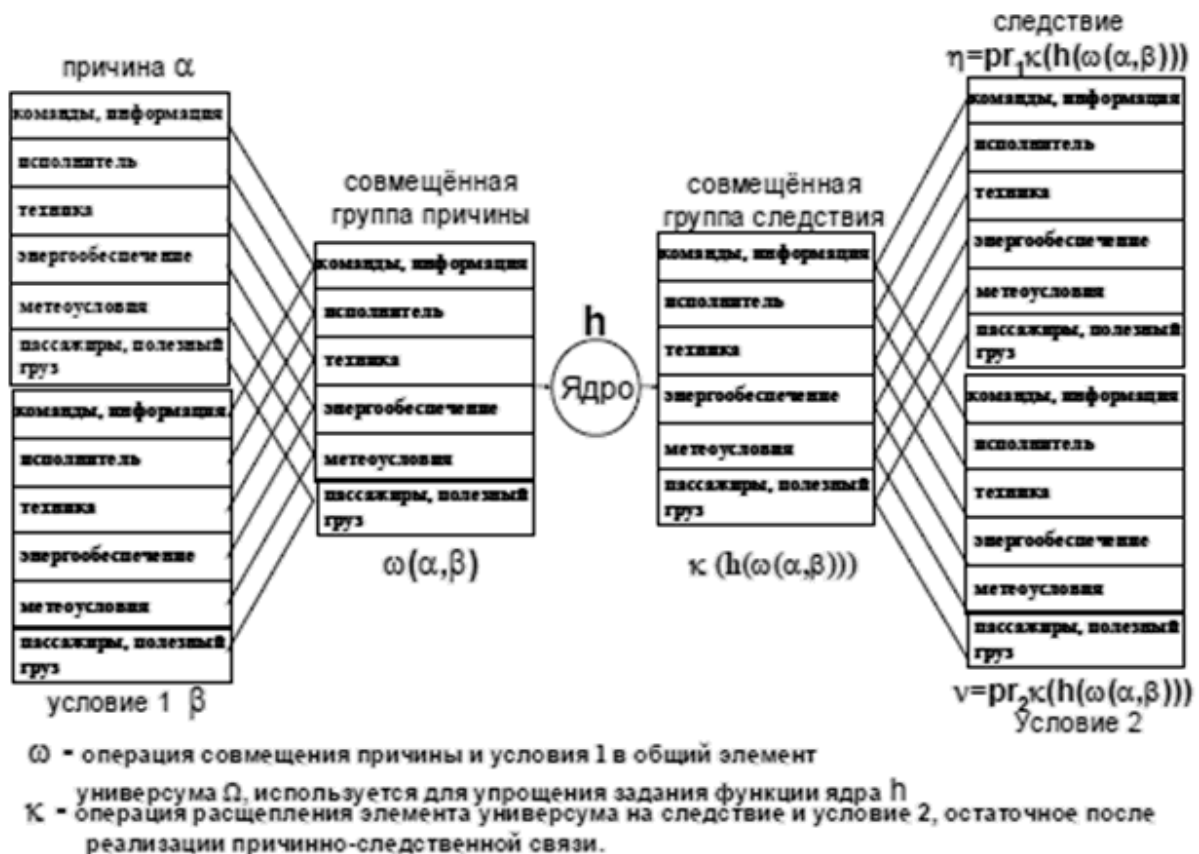 причина α
команды, информация
исполнитель
техника
энергообеспечение
метеоусловия
пассажиры, полезный
груз
команды, информация
исполнитель
техника
энергообеспечение
метеоусловия
пассажиры, полезный
груз
условие 1 β
совмещённая
группа причины
команды, информация
исполнитель
техника
энергообеспечение
метеоусловия
пассажиры, полезный
груз
ω(α,β)
h
Ядро
совмещённая
группа следствия
команды, информация
исполнитель
техника
энергообеспечение
метеоусловия
пассажиры, полезный
груз
κ (h(ω(α,β)))
следствие
η=pr₁κ(h(ω(α,β)))
команды, информация
исполнитель
техника
энергообеспечение
метеоусловия
пассажиры, полезный
груз
команды, информация
исполнитель
техника
энергообеспечение
метеоусловия
пассажиры, полезный
груз
ν=pr₂κ(h(ω(α,β)))
Условие 2
ω - операция совмещения причины и условия 1 в общий элемент
универсума Ω, используется для упрощения задания функции ядра h
κ - операция расщепления элемента универсума на следствие и условие 2, остаточное после
реализации причинно-следственной связи.